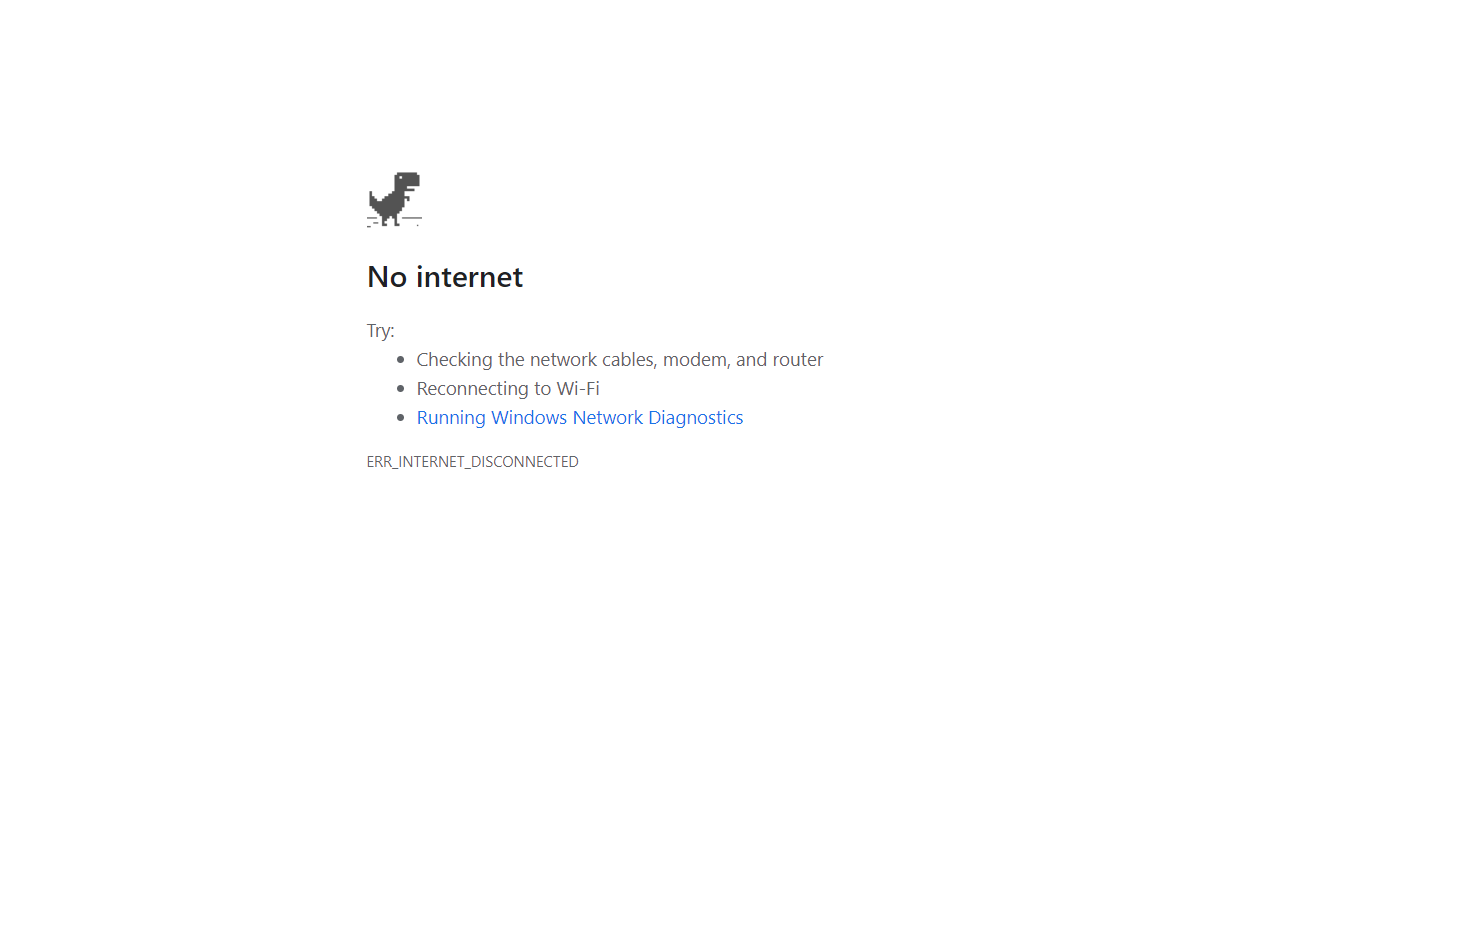 No internet
Try:
Checking the network cables, modem, and router
Reconnecting to Wi-Fi
Running Windows Network Diagnostics
ERR_INTERNET_DISCONNECTED